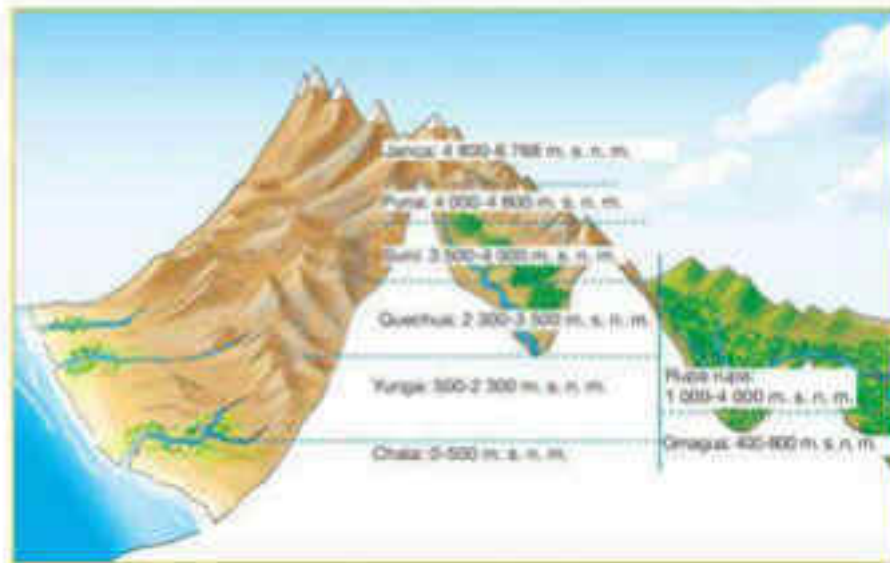 Janca: 4 800-6 768 m. s. n. m.
Puna: 4 000-4 800 m. s. n. m.
Suni: 3 500-4 000 m. s. n. m.
Quechua: 2 300-3 500 m. s. n. m.
Yunga: 500-2 300 m. s. n. m.
Chala: 0-500 m. s. n. m.
Rupa rupa:
1 000-4 000 m. s. n. m.
Omagua: 400-800 m. s. n. m.